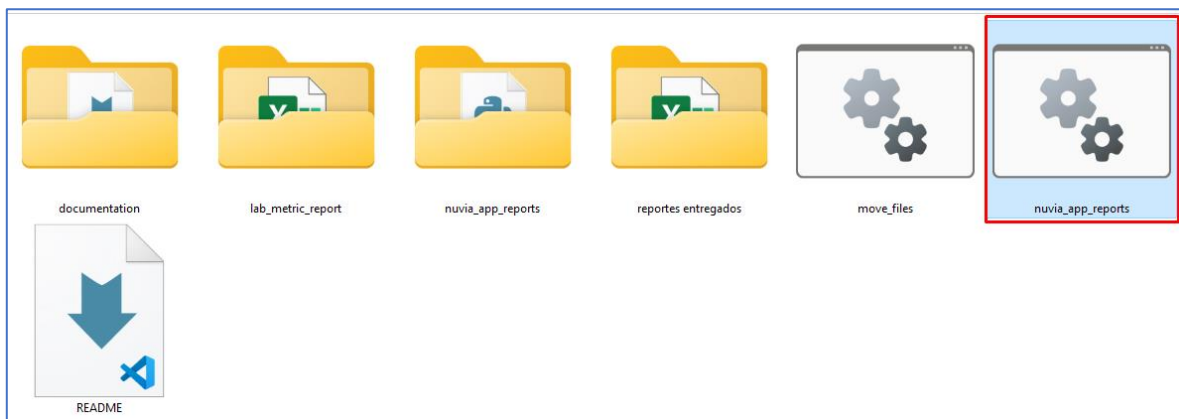 documentation
lab_metric_report
nuvia_app_reports
reportes entregados
move_files
nuvia_app_reports
README